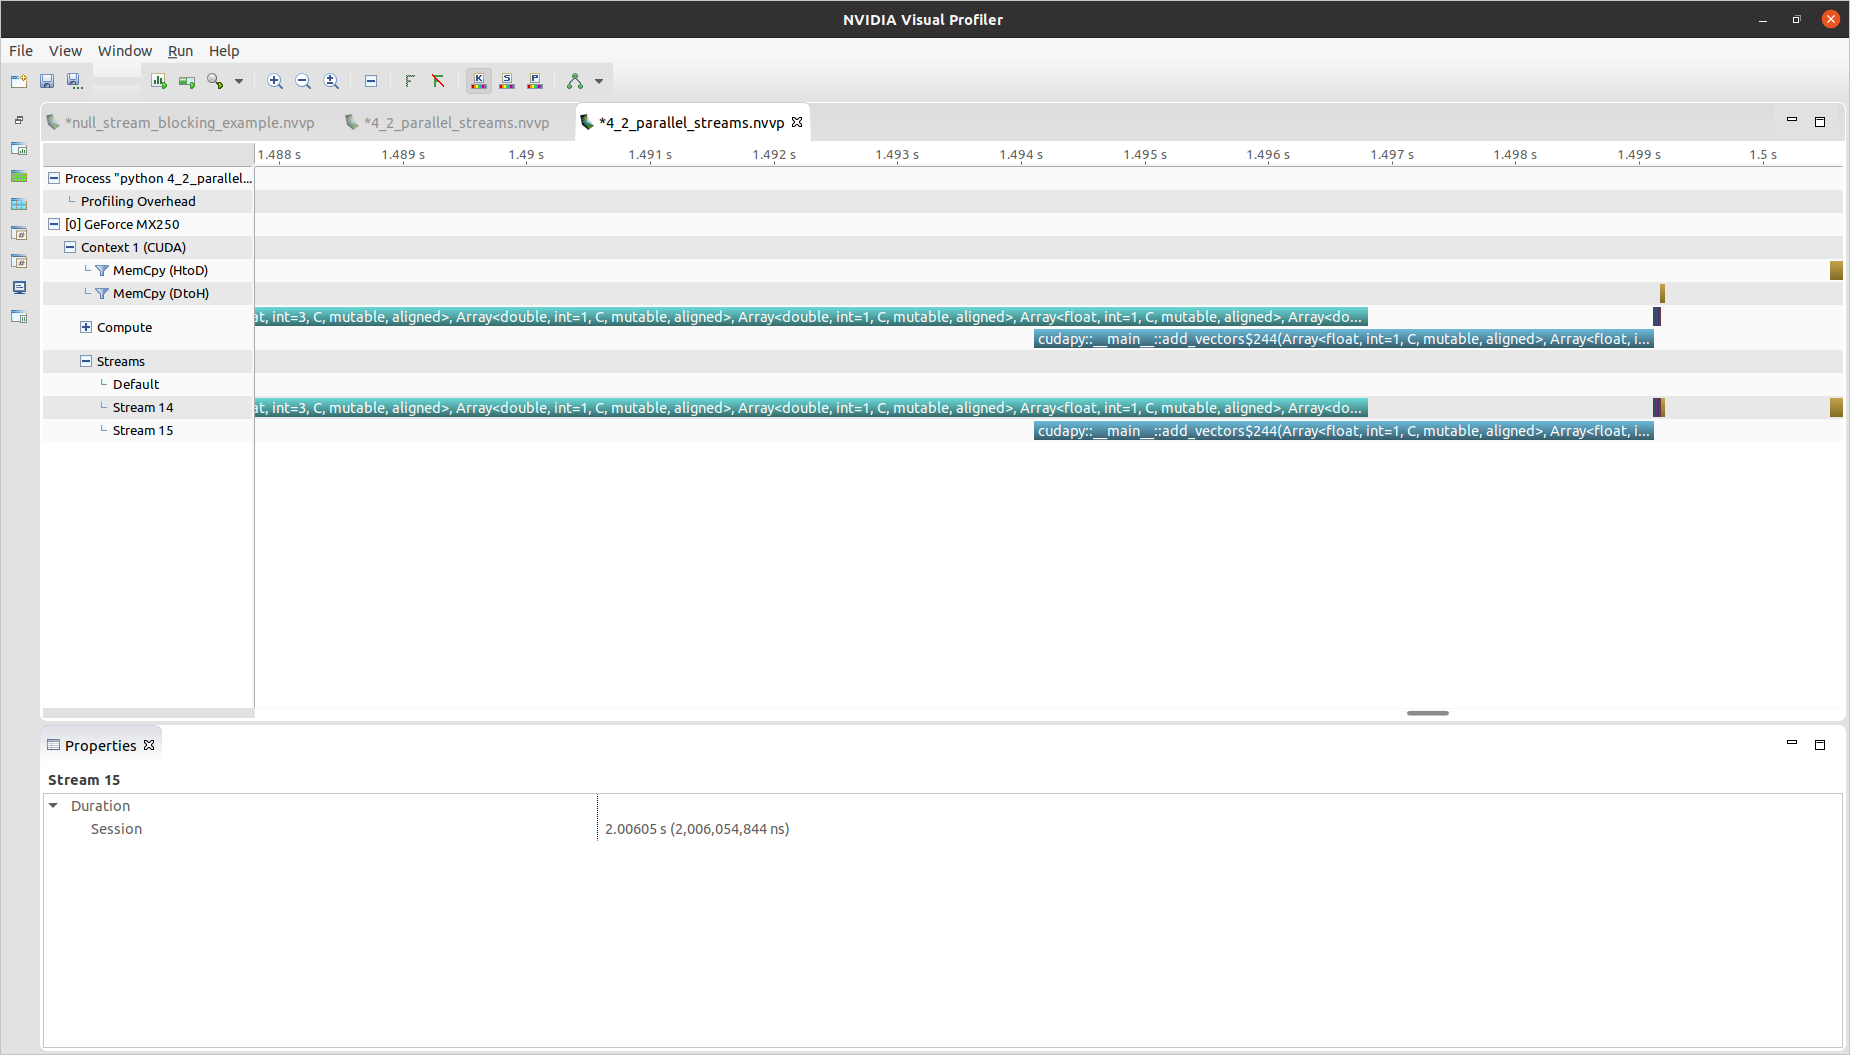 NVIDIA Visual Profiler
File View Window Run Help
*null_stream_blocking_example.nvvp *4_2_parallel_streams.nvvp *4_2_parallel_streams.nvvp
1.488 s 1.489 s 1.49 s 1.491 s 1.492 s 1.493 s 1.494 s 1.495 s 1.496 s 1.497 s 1.498 s 1.499 s 1.5 s
Process "python 4_2_parallel...
Profiling Overhead
[0] GeForce MX250
Context 1 (CUDA)
MemCpy (HtoD)
MemCpy (DtoH)
at, int=3, C, mutable, aligned>, Array<double, int=1, C, mutable, aligned>, Array<double, int=1, C, mutable, aligned>, Array<float, int=1, C, mutable, aligned>, Array<do...
Compute
cudapy::__main__::add_vectors$244(Array<float, int=1, C, mutable, aligned>, Array<float, i...
Streams
Default
Stream 14 at, int=3, C, mutable, aligned>, Array<double, int=1, C, mutable, aligned>, Array<double, int=1, C, mutable, aligned>, Array<float, int=1, C, mutable, aligned>, Array<do...
Stream 15 cudapy::__main__::add_vectors$244(Array<float, int=1, C, mutable, aligned>, Array<float, i...
Properties
Stream 15
Duration
Session 2.00605 s (2,006,054,844 ns)